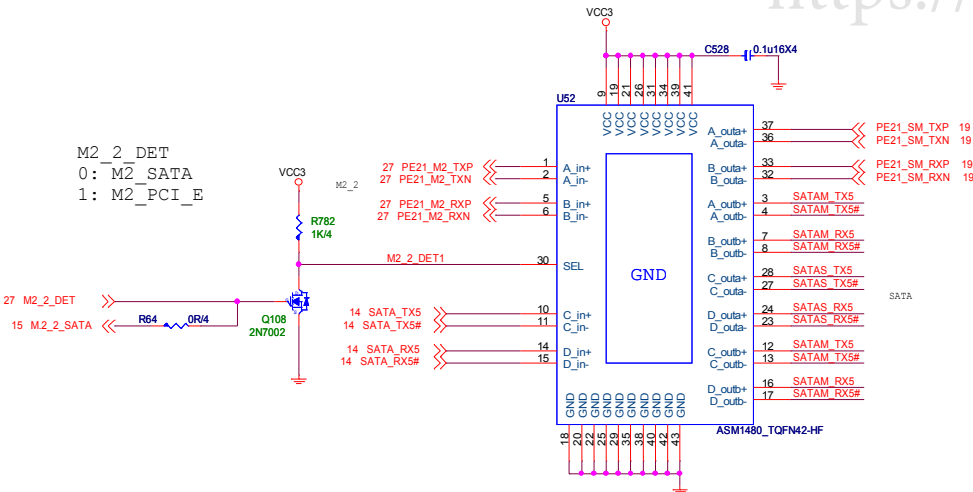 https://
VCC3
C528 0.1u16X4
9 19 21 26 31 34 39 41
U52
VCC VCC VCC VCC VCC VCC VCC VCC
M2_2_DET
0: M2_SATA
1: M2_PCI_E
VCC3
M2_2
R782
1K/4
27 PE21_M2_TXP 1 A_in+
27 PE21_M2_TXN 2 A_in-
27 PE21_M2_RXP 5 B_in+
27 PE21_M2_RXN 6 B_in-
M2_2_DET1 30 SEL
27 M2_2_DET
15 M.2_2_SATA R64 0R/4
Q108
2N7002
14 SATA_TX5 10 C_in+
14 SATA_TX5# 11 C_in-
14 SATA_RX5 14 D_in+
14 SATA_RX5# 15 D_in-
GND
A_outa+ 37 PE21_SM_TXP 19
A_outa- 36 PE21_SM_TXN 19
B_outa+ 33 PE21_SM_RXP 19
B_outa- 32 PE21_SM_RXN 19
A_outb+ 3 SATAM_TX5
A_outb- 4 SATAM_TX5#
B_outb+ 7 SATAM_RX5
B_outb- 8 SATAM_RX5#
C_outa+ 28 SATAS_TX5
C_outa- 27 SATAS_TX5#
SATA
D_outa+ 24 SATAS_RX5
D_outa- 23 SATAS_RX5#
C_outb+ 12 SATAM_TX5
C_outb- 13 SATAM_TX5#
D_outb+ 16 SATAM_RX5
D_outb- 17 SATAM_RX5#
GND GND GND GND GND GND GND GND GND GND
ASM1480_TQFN42-HF
18 20 22 25 29 35 38 40 42 43